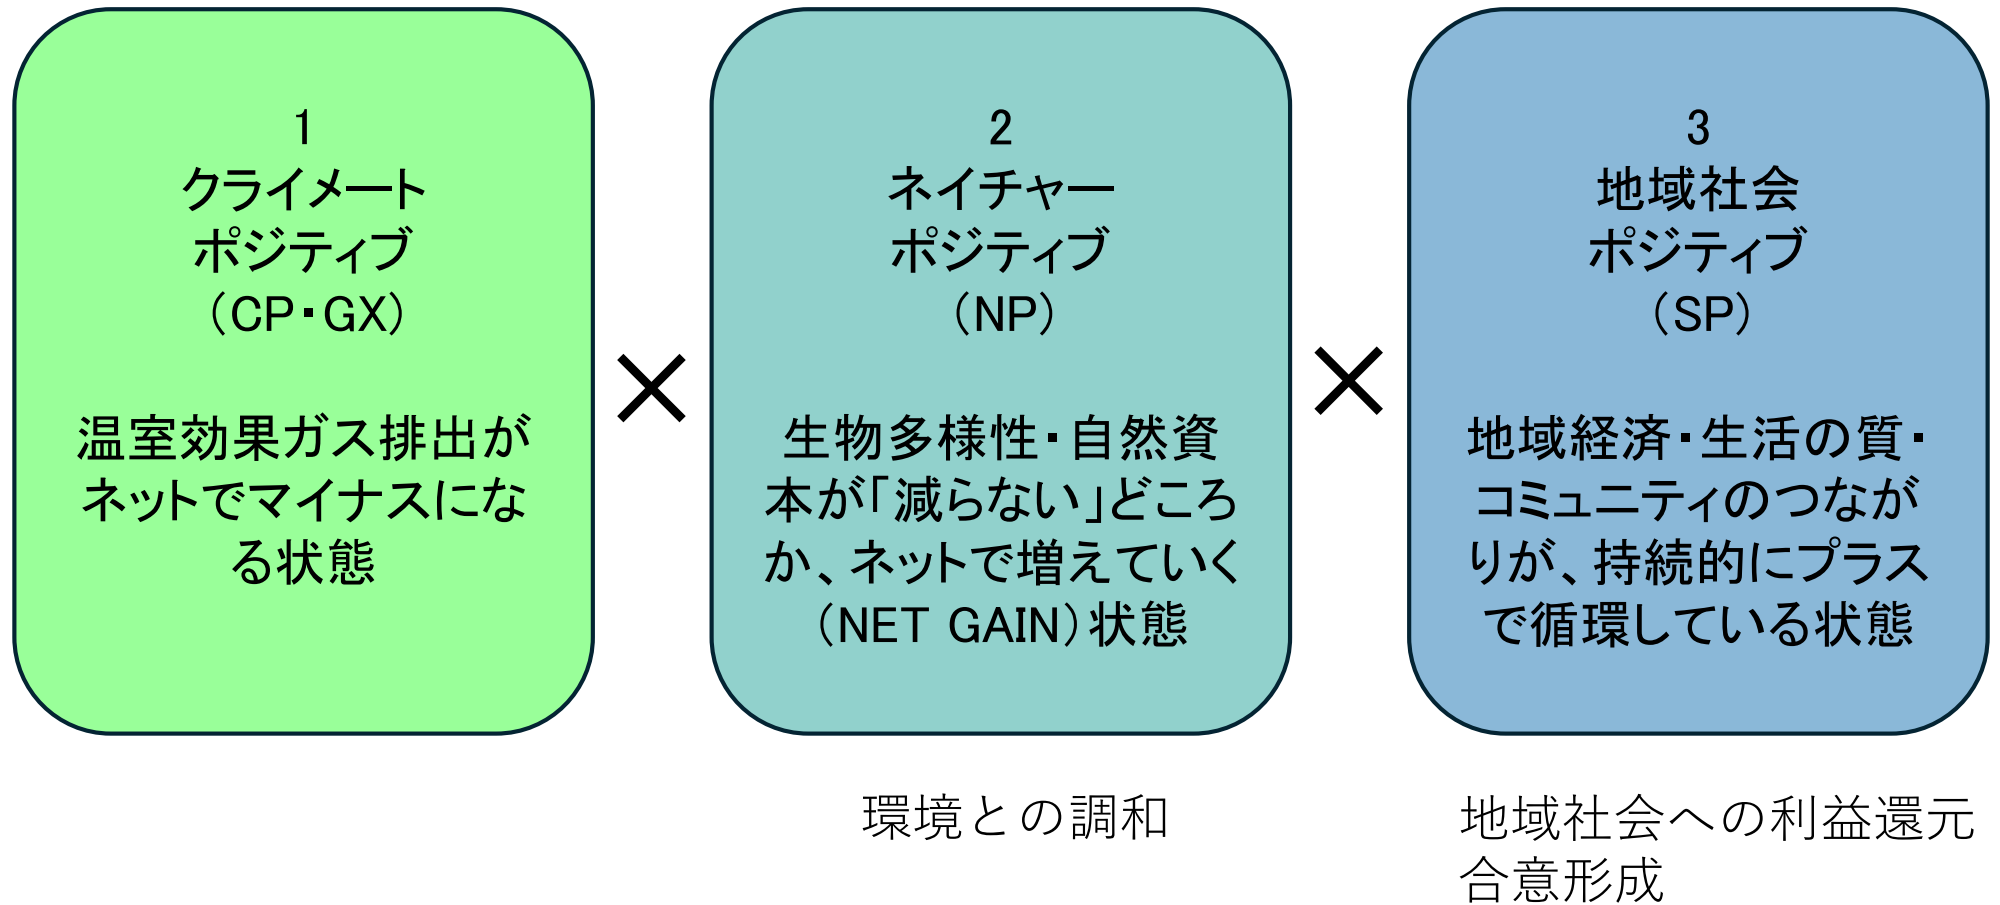 1
クライメート
ポジティブ
（CP・GX）
温室効果ガス排出が
ネットでマイナスにな
る状態
×
2
ネイチャー
ポジティブ
（NP）
生物多様性・自然資
本が「減らない」どころ
か、ネットで増えていく
（NET GAIN）状態
×
3
地域社会
ポジティブ
（SP）
地域経済・生活の質・
コミュニティのつなが
りが、持続的にプラス
で循環している状態
環境との調和
地域社会への利益還元
合意形成